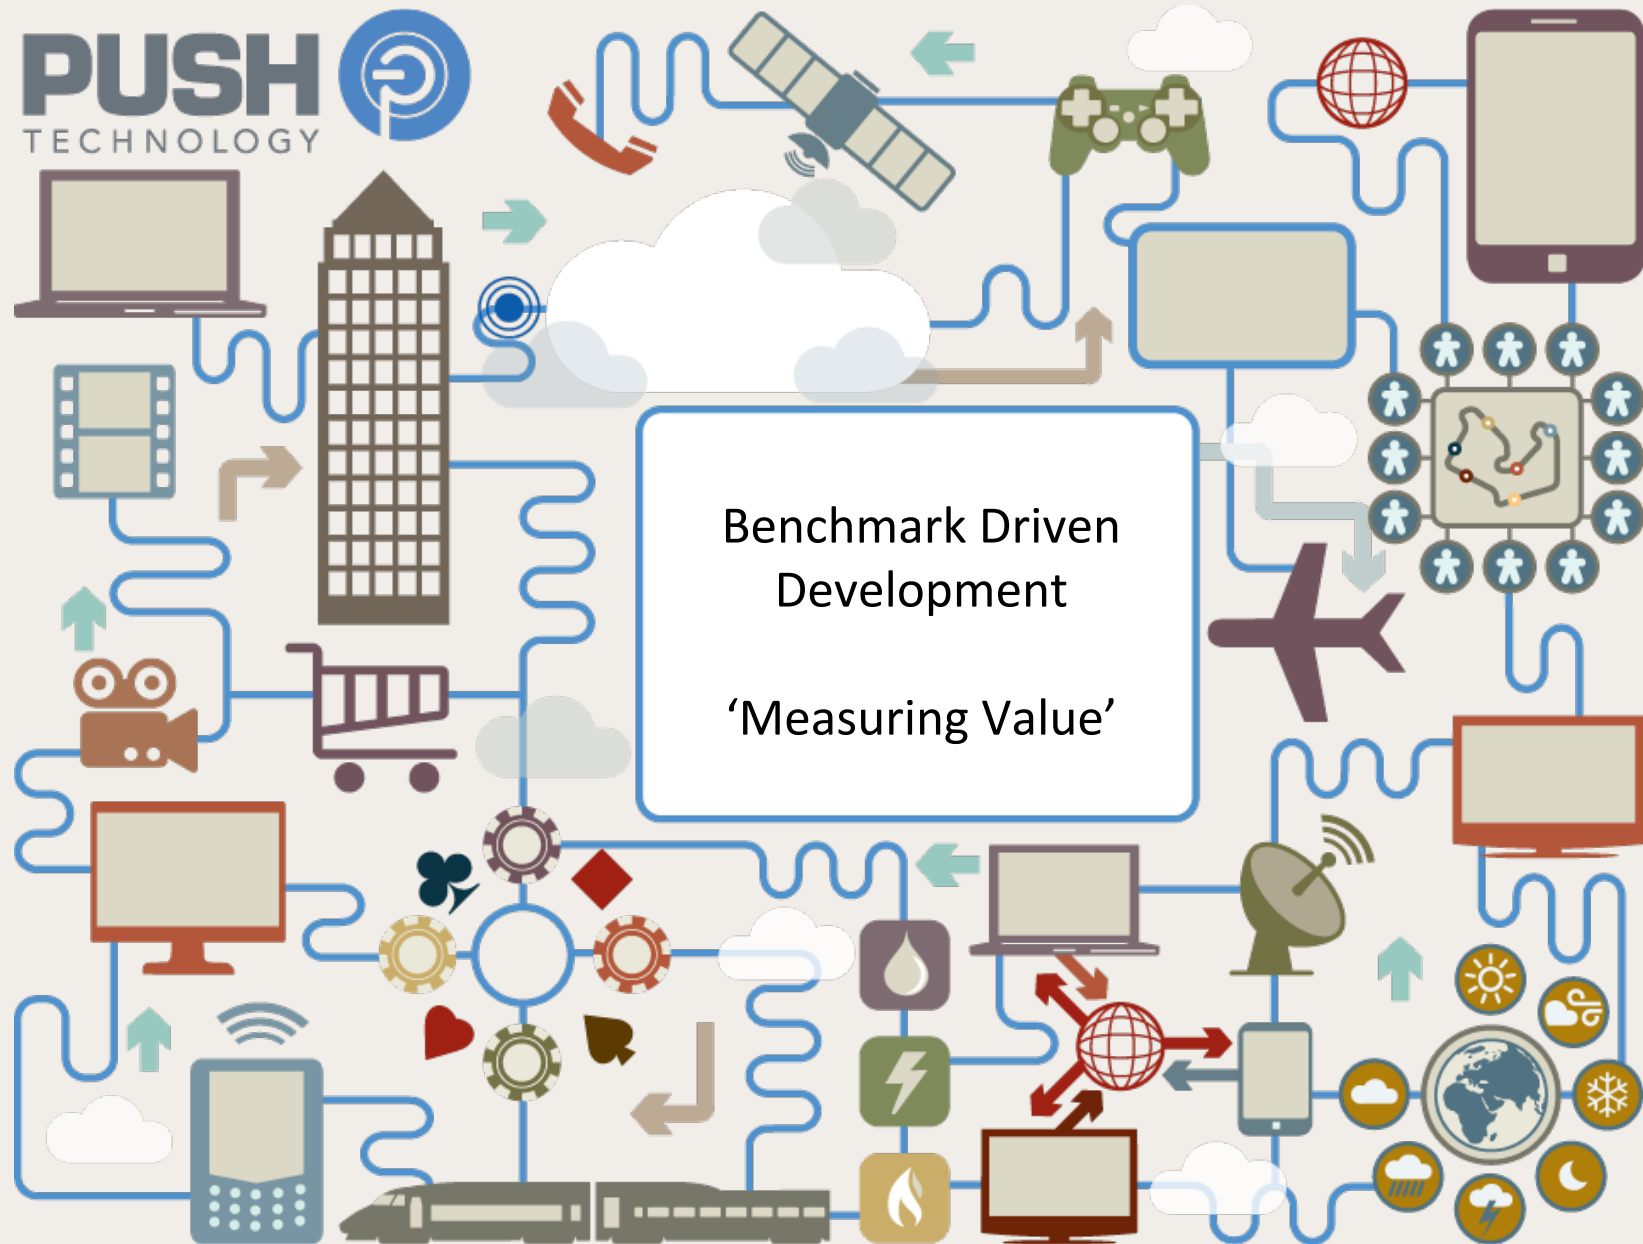 PUSH
TECHNOLOGY
Benchmark Driven
Development
‘Measuring Value’